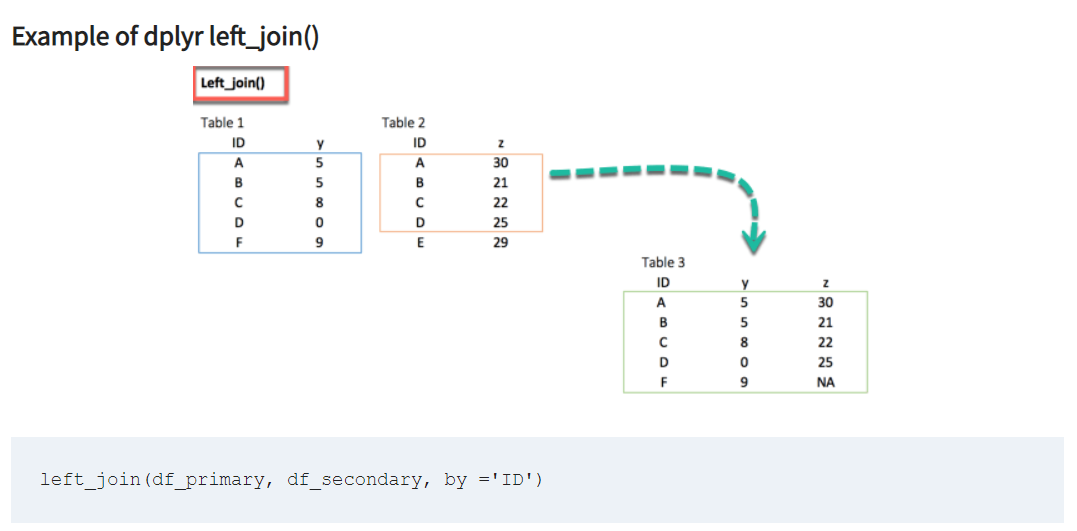 Example of dplyr left_join()
Left_join()
Table 1
ID y
A 5
B 5
C 8
D 0
F 9
Table 2
ID z
A 30
B 21
C 22
D 25
E 29
Table 3
ID y z
A 5 30
B 5 21
C 8 22
D 0 25
F 9 NA
left_join(df_primary, df_secondary, by ='ID')